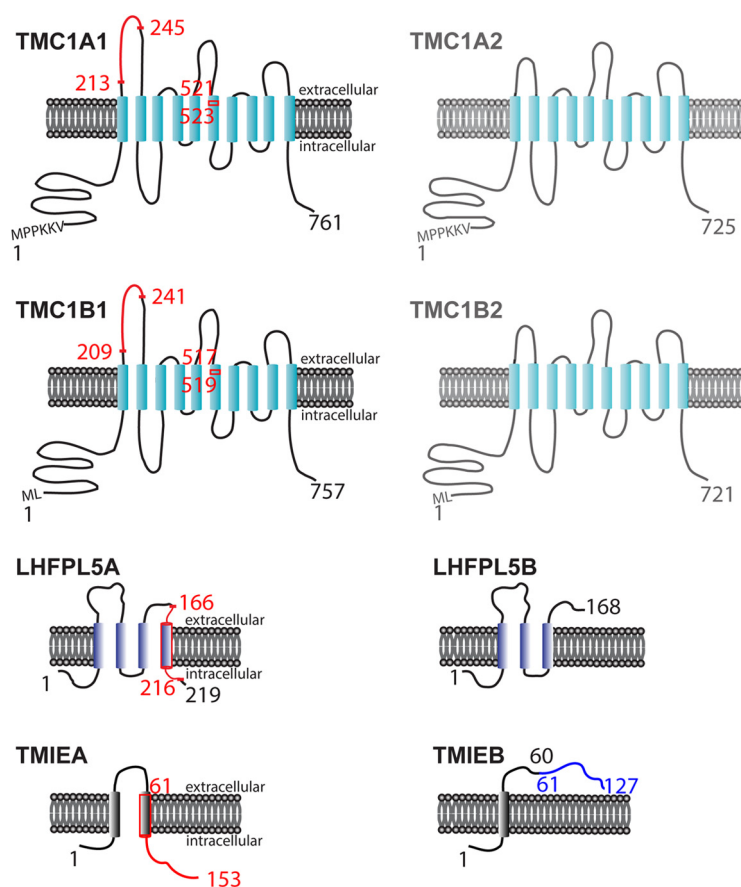 TMC1A1
245
213
521
523
extracellular
intracellular
MPPKKV
1
761
TMC1A2
MPPKKV
1
725
TMC1B1
241
209
517
519
extracellular
intracellular
ML
1
757
TMC1B2
ML
1
721
LHFPL5A
166
extracellular
intracellular
1
216
219
LHFPL5B
168
1
TMIEA
61
extracellular
intracellular
1
153
TMIEB
60
61
127
1